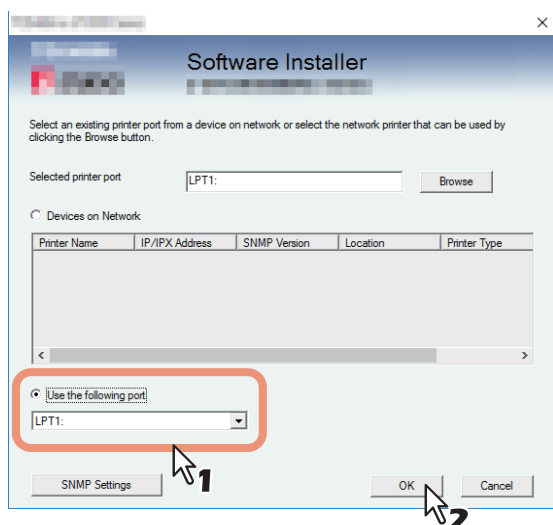 Software Installer
Select an existing printer port from a device on network or select the network printer that can be used by
clicking the Browse button.
Selected printer port LPT1: Browse
Devices on Network
Printer Name IP/IPX Address SNMP Version Location Printer Type
Use the following port
LPT1:
1
SNMP Settings OK Cancel
2